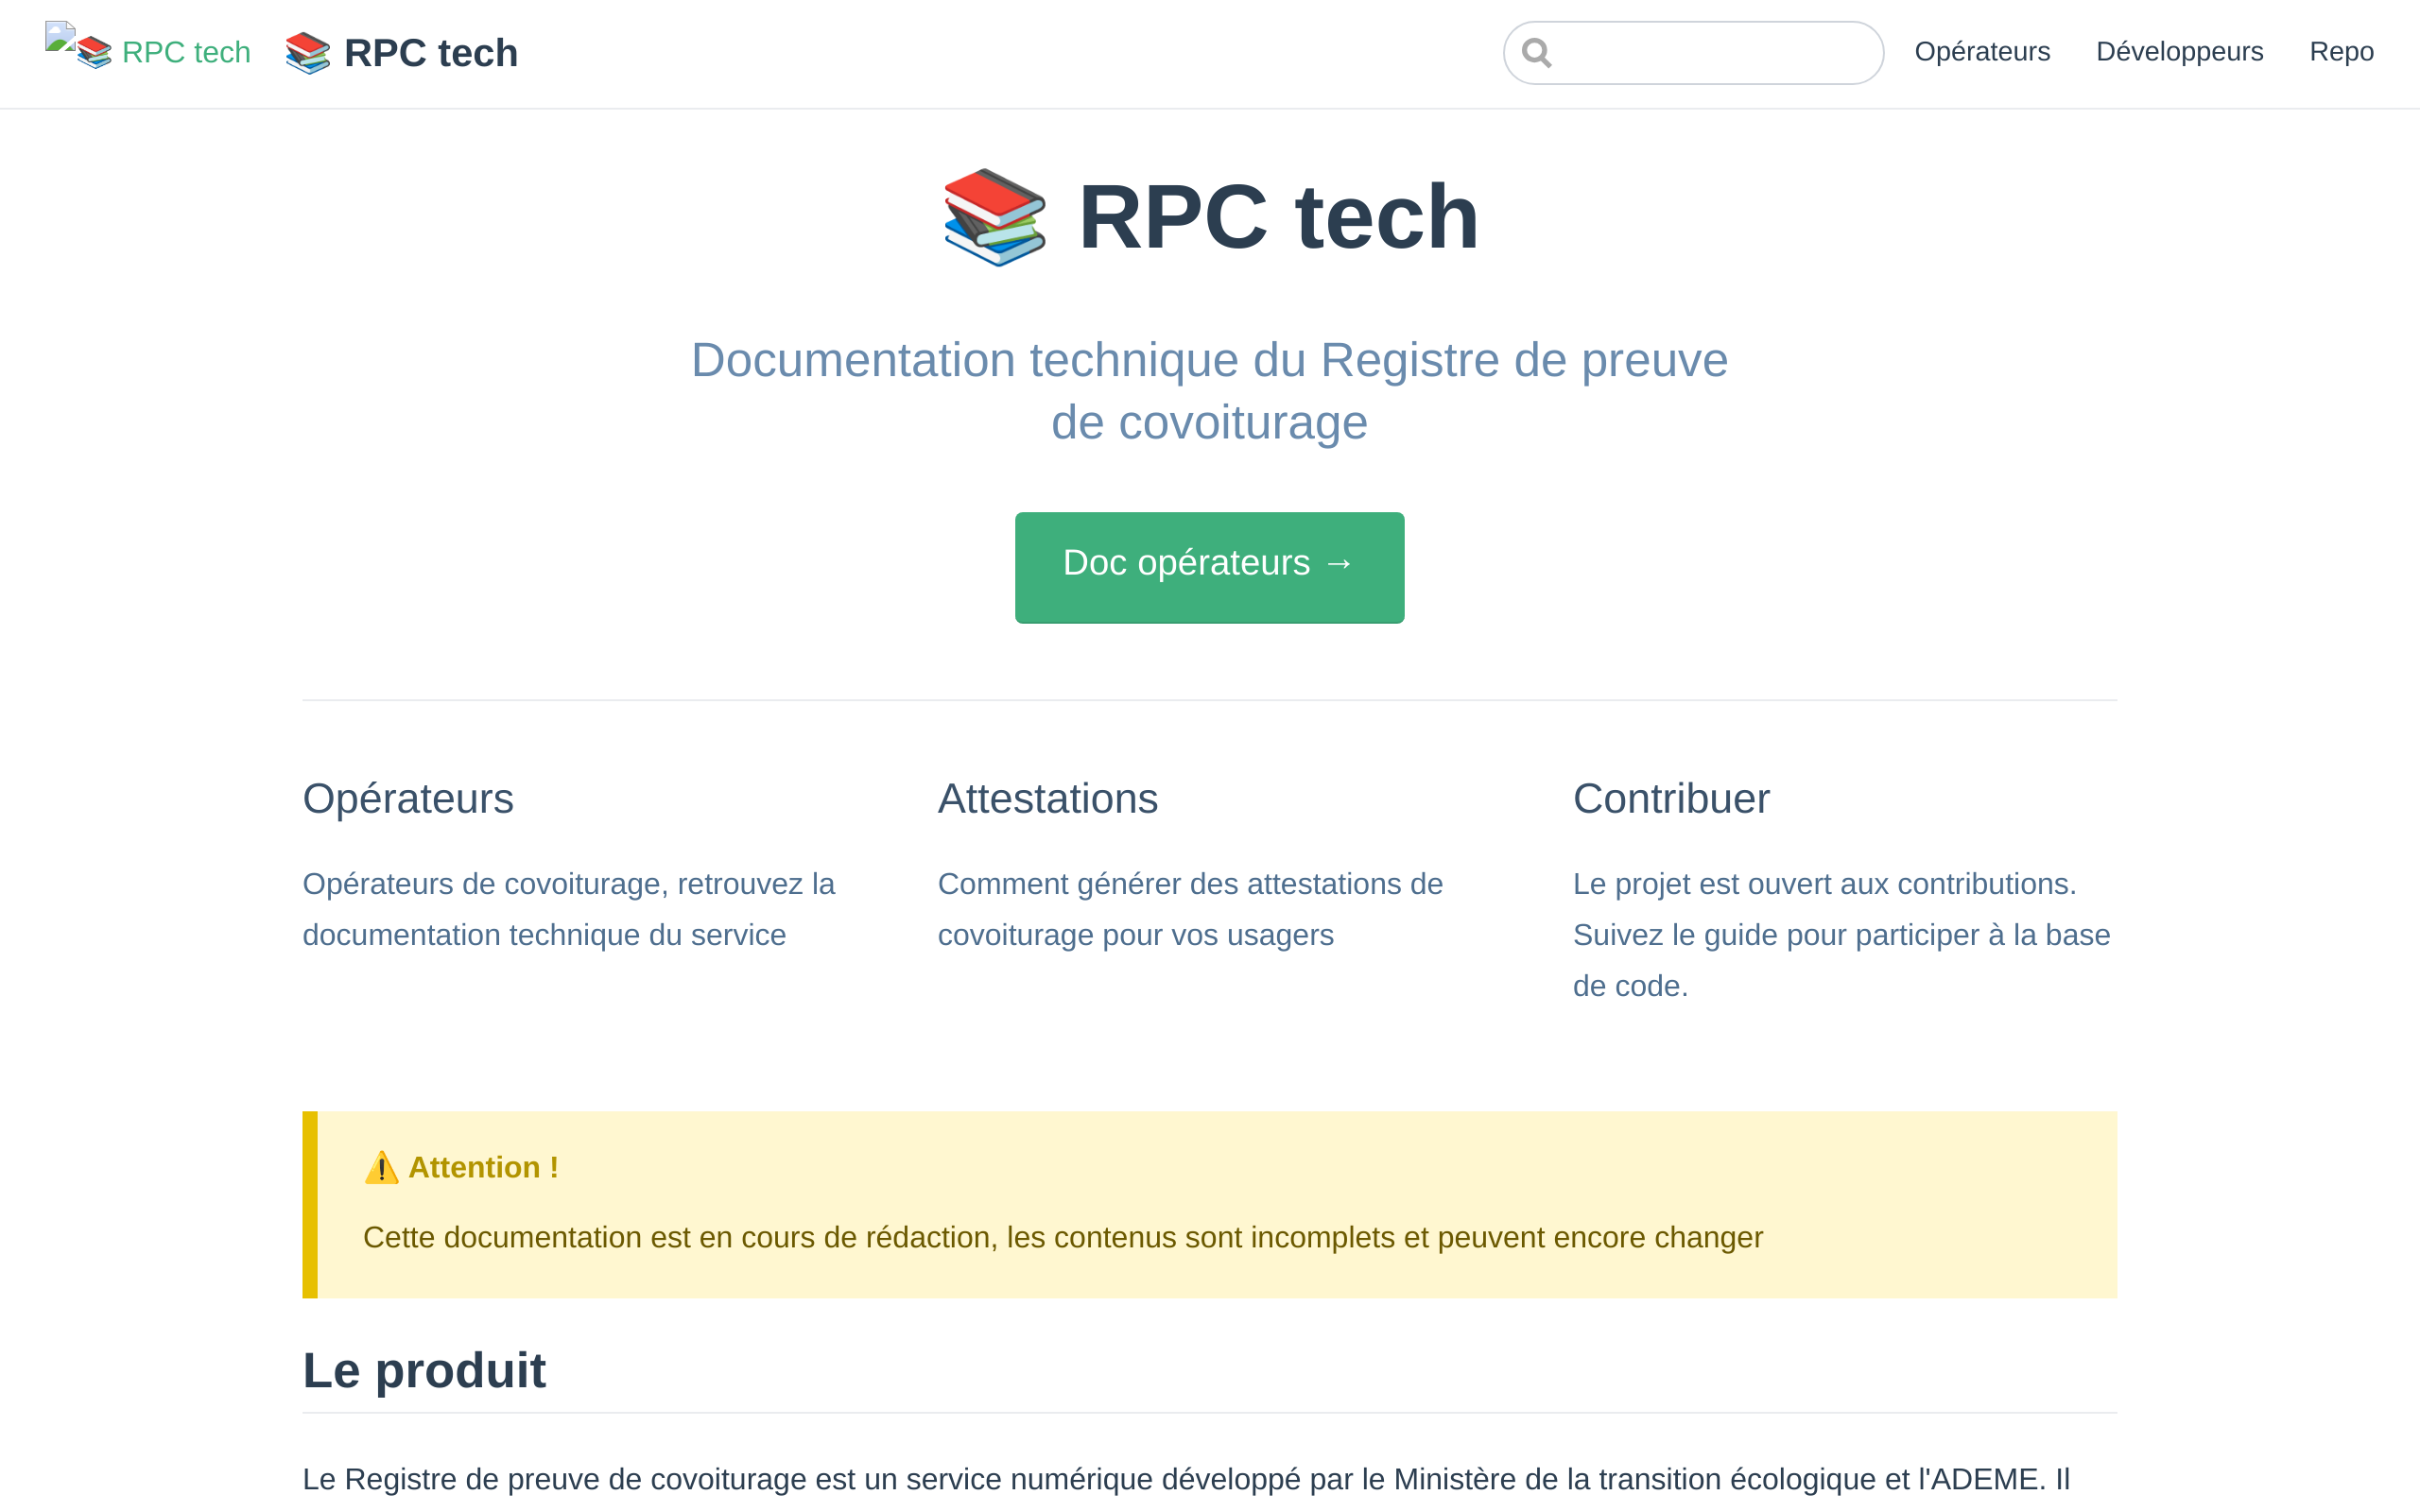 📚 RPC tech
📚 RPC tech
Opérateurs
Développeurs
Repo
📚 RPC tech
Documentation technique du Registre de preuve
de covoiturage
Doc opérateurs →
Opérateurs
Opérateurs de covoiturage, retrouvez la
documentation technique du service
Attestations
Comment générer des attestations de
covoiturage pour vos usagers
Contribuer
Le projet est ouvert aux contributions.
Suivez le guide pour participer à la base
de code.
⚠️ Attention !
Cette documentation est en cours de rédaction, les contenus sont incomplets et peuvent encore changer
Le produit
Le Registre de preuve de covoiturage est un service numérique développé par le Ministère de la transition écologique et l'ADEME. Il